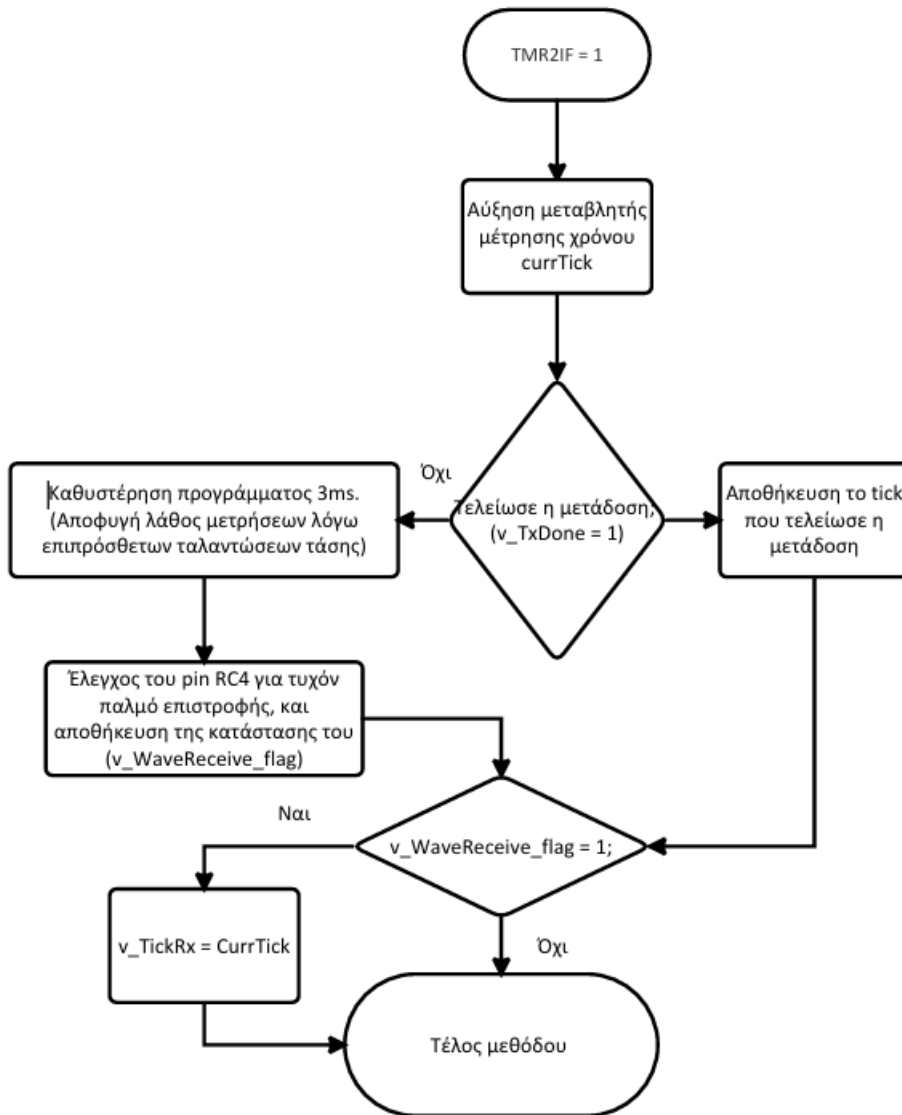 TMR2IF = 1
Αύξηση μεταβλητής
μέτρησης χρόνου
currTick
Όχι
Τελείωσε η μετάδοση;
(v_TxDone = 1)
Καθυστέρηση προγράμματος 3ms.
(Αποφυγή λάθος μετρήσεων λόγω
επιπρόσθετων ταλαντώσεων τάσης)
Αποθήκευση το tick
που τελείωσε η
μετάδοση
Έλεγχος του pin RC4 για τυχόν
παλμό επιστροφής, και
αποθήκευση της κατάστασης του
(v_WaveReceive_flag)
Ναι
v_WaveReceive_flag = 1;
v_TickRx = CurrTick
Όχι
Τέλος μεθόδου